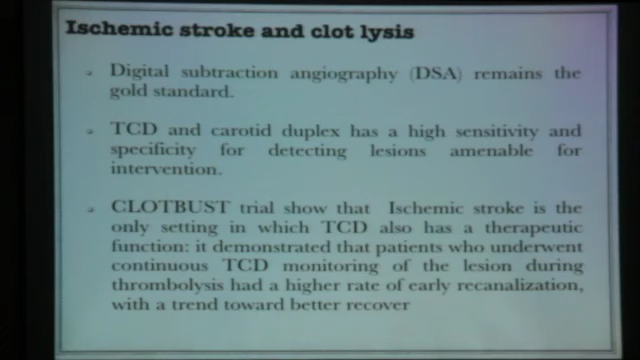 Ischemic stroke and clot lysis
Digital subtraction angiography (DSA) remains the
gold standard.
TCD and carotid duplex has a high sensitivity and
specificity for detecting lesions amenable for
intervention.
CLOTBUST trial show that Ischemic stroke is the
only setting in which TCD also has a therapeutic
function: it demonstrated that patients who underwent
continuous TCD monitoring of the lesion during
thrombolysis had a higher rate of early recanalization,
with a trend toward better recover